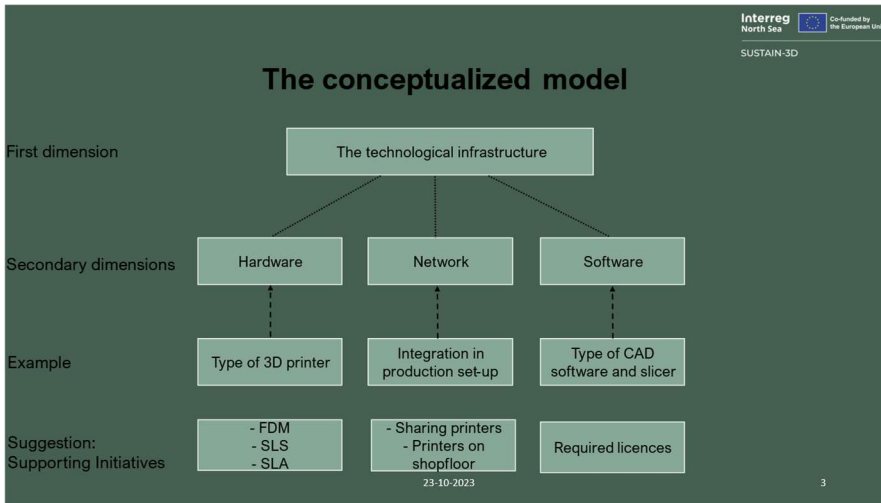 Interreg
North Sea
Co-funded by
the European Uni
SUSTAIN-3D
The conceptualized model
First dimension
The technological infrastructure
Secondary dimensions
Hardware
Network
Software
Example
Type of 3D printer
Integration in
production set-up
Type of CAD
software and slicer
Suggestion:
Supporting Initiatives
- FDM
- SLS
- SLA
- Sharing printers
- Printers on
shopfloor
Required licences
23-10-2023
3